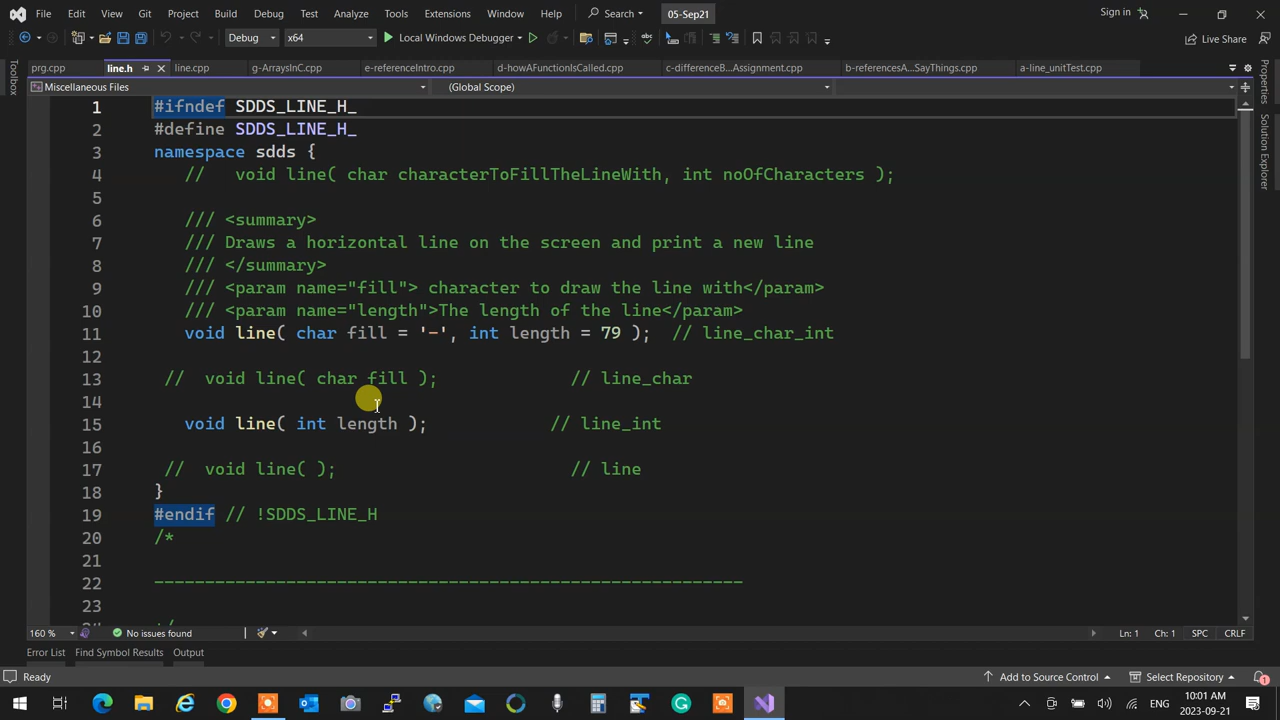 File Edit View Git Project Build Debug Test Analyze Tools Extensions Window Help Search 05-Sep21 Sign in
Debug x64 Local Windows Debugger Live Share
prg.cpp line.h line.cpp g-ArraysInC.cpp e-referenceIntro.cpp d-howAFunctionIsCalled.cpp c-differenceB...Assignment.cpp b-referencesA...SayThings.cpp a-line_unitTest.cpp
Miscellaneous Files (Global Scope)
Toolbox
Properties
Solution Explorer
1 #ifndef SDDS_LINE_H_
2 #define SDDS_LINE_H_
3 namespace sdds {
4 // void line( char characterToFillTheLineWith, int noOfCharacters );
5
6 /// <summary>
7 /// Draws a horizontal line on the screen and print a new line
8 /// </summary>
9 /// <param name="fill"> character to draw the line with</param>
10 /// <param name="length">The length of the line</param>
11 void line( char fill = '-', int length = 79 ); // line_char_int
12
13 // void line( char fill ); // line_char
14
15 void line( int length ); // line_int
16
17 // void line( ); // line
18 }
19 #endif // !SDDS_LINE_H
20 /*
21
22 ----------------------------------------------------------
23
160 % No issues found Ln: 1 Ch: 1 SPC CRLF
Error List Find Symbol Results Output
Ready Add to Source Control Select Repository 1
ENG 10:01 AM
2023-09-21